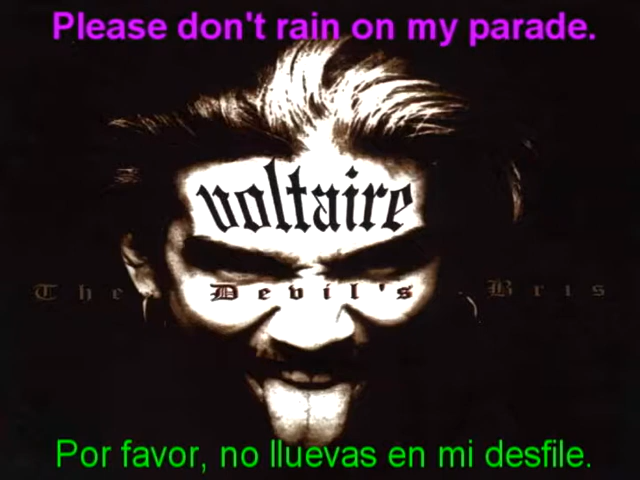 Please don't rain on my parade.
voltaire
The Devil's Bris
Por favor, no lluevas en mi desfile.